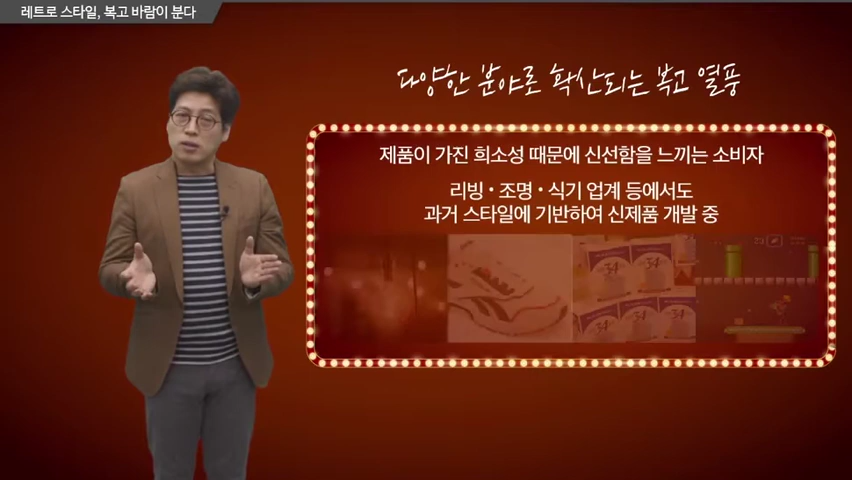 레트로 스타일, 복고 바람이 분다
다양한 분야로 확산되는 복고 열풍
제품이 가진 희소성 때문에 신선함을 느끼는 소비자
리빙・조명・식기 업계 등에서도
과거 스타일에 기반하여 신제품 개발 중